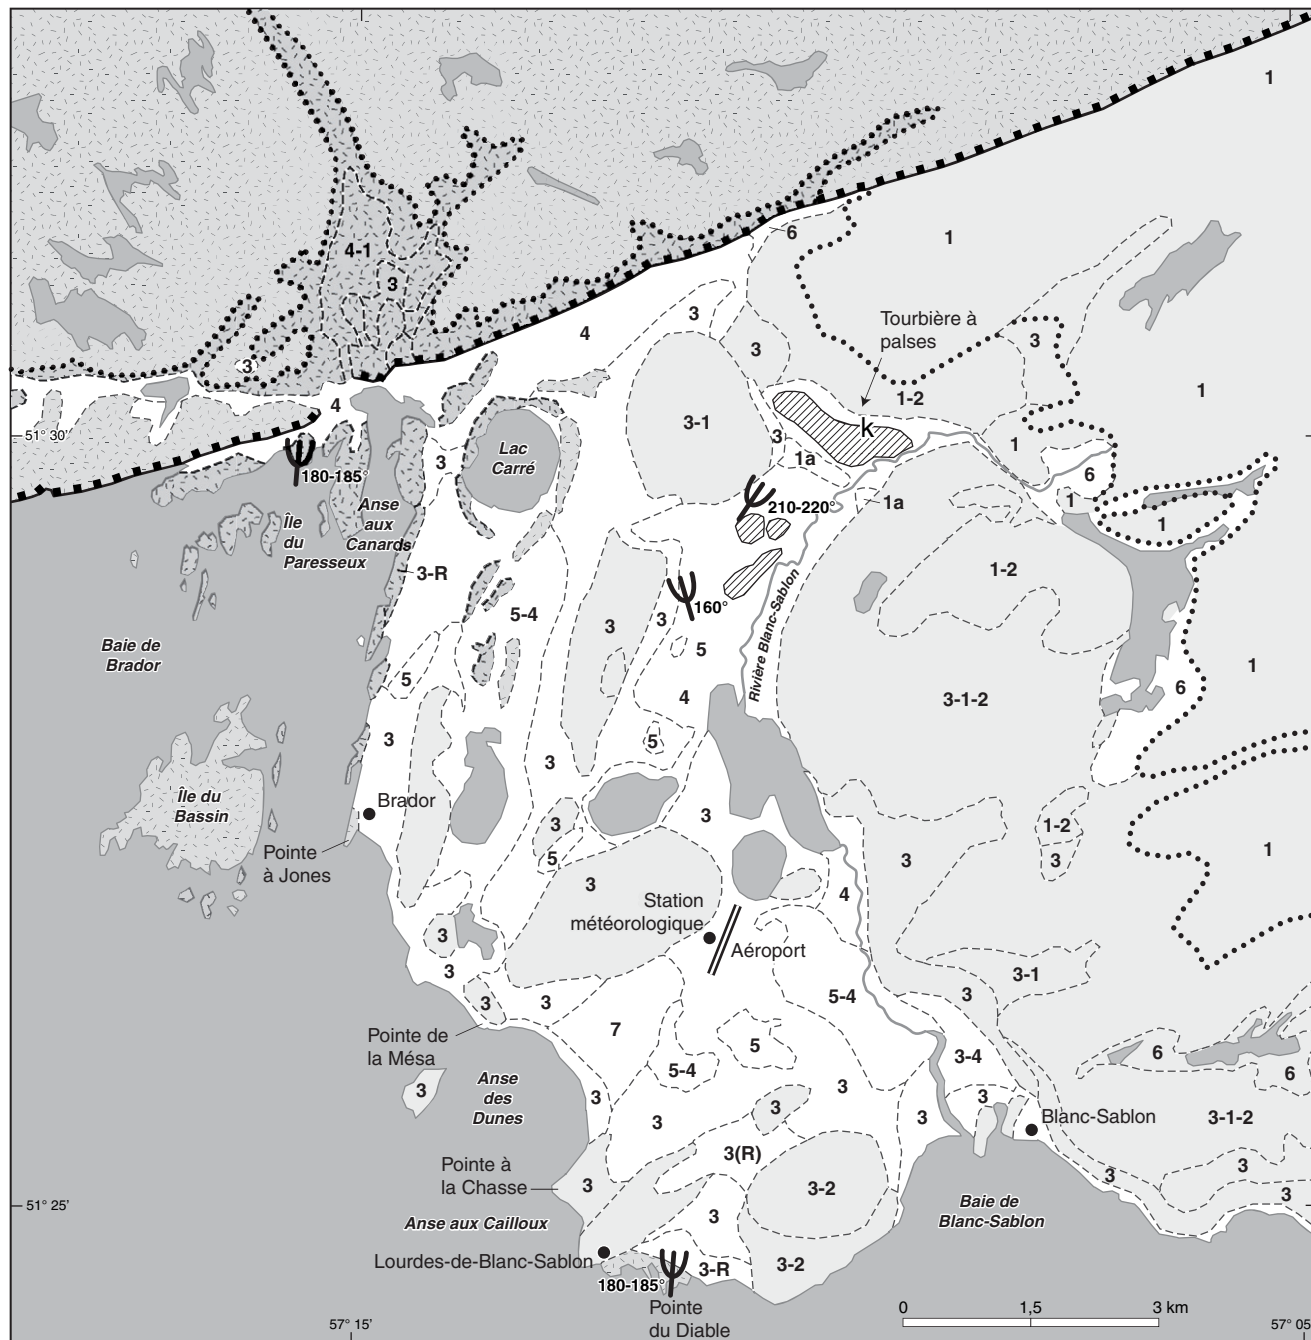 1
6
1
4-1
3
3
4
3
3
Tourbière à
palses
3
1
1-2
4
3-1
k
51° 30'
180-185°
3
Lac
Carré
3
1a
1
6
1a
1
1
210-220°
Île
du
Paresseux
Anse
aux
Canards
3-R
1-2
5-4
3
3
160°
Rivière Blanc-Sablon
Baie de
Brador
5
5
4
3-1-2
6
1
3
5
3
Île du
Bassin
Brador
3
3
1-2
Pointe
à Jones
5
3
3
3
1
Station
météorologique
4
Aéroport
3
3
3-1
3
3
5-4
3
7
Pointe de
la Mésa
5
3-4
6
5-4
6
3
Anse
des
Dunes
3
3
3
3
3
3
Blanc-Sablon
3-1-2
3
3(R)
Pointe à
la Chasse
3
3-2
3
3
3
51° 25'
Anse aux Cailloux
3
Baie de
Blanc-Sablon
Lourdes-de-Blanc-Sablon
3-R
3-2
180-185°
Pointe
du Diable
0
1,5
3 km
57° 15'
57° 05'